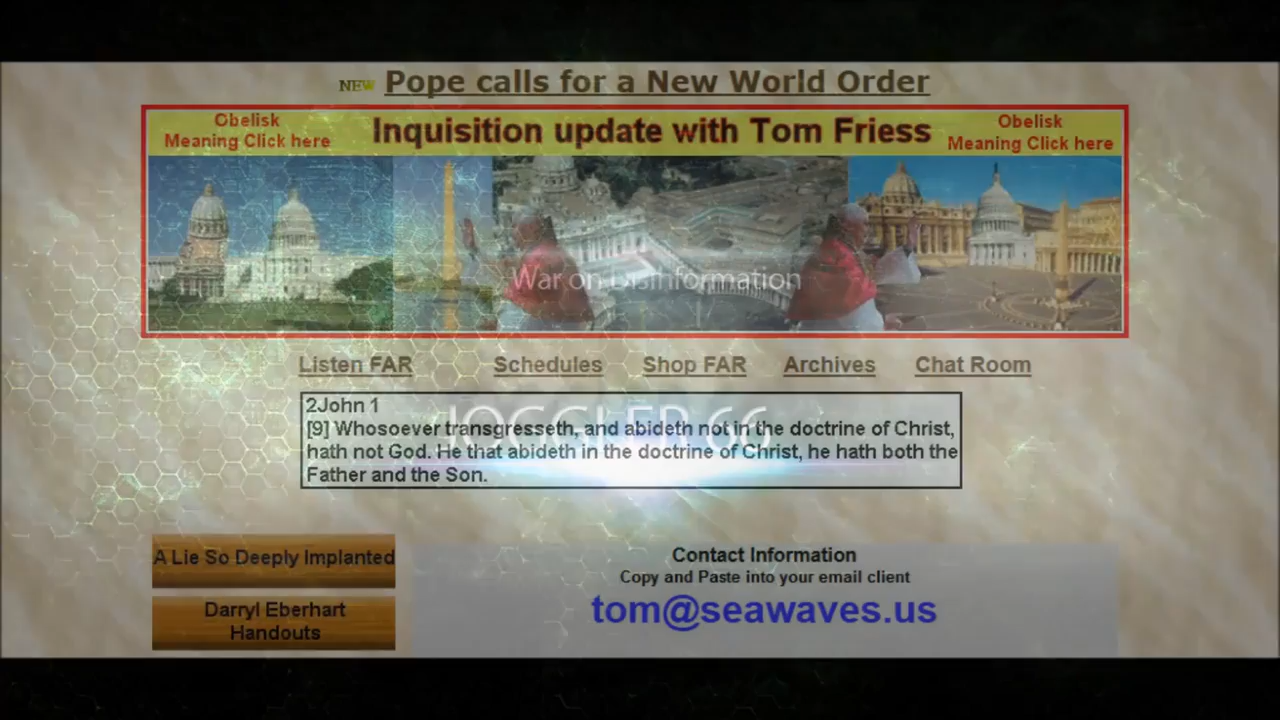 NEW Pope calls for a New World Order
Obelisk
Meaning Click here
Inquisition update with Tom Friess
Obelisk
Meaning Click here
War on Disinformation
Listen FAR Schedules Shop FAR Archives Chat Room
JOGGLER 66
2John 1
[9] Whosoever transgresseth, and abideth not in the doctrine of Christ,
hath not God. He that abideth in the doctrine of Christ, he hath both the
Father and the Son.
A Lie So Deeply Implanted
Darryl Eberhart
Handouts
Contact Information
Copy and Paste into your email client
tom@seawaves.us